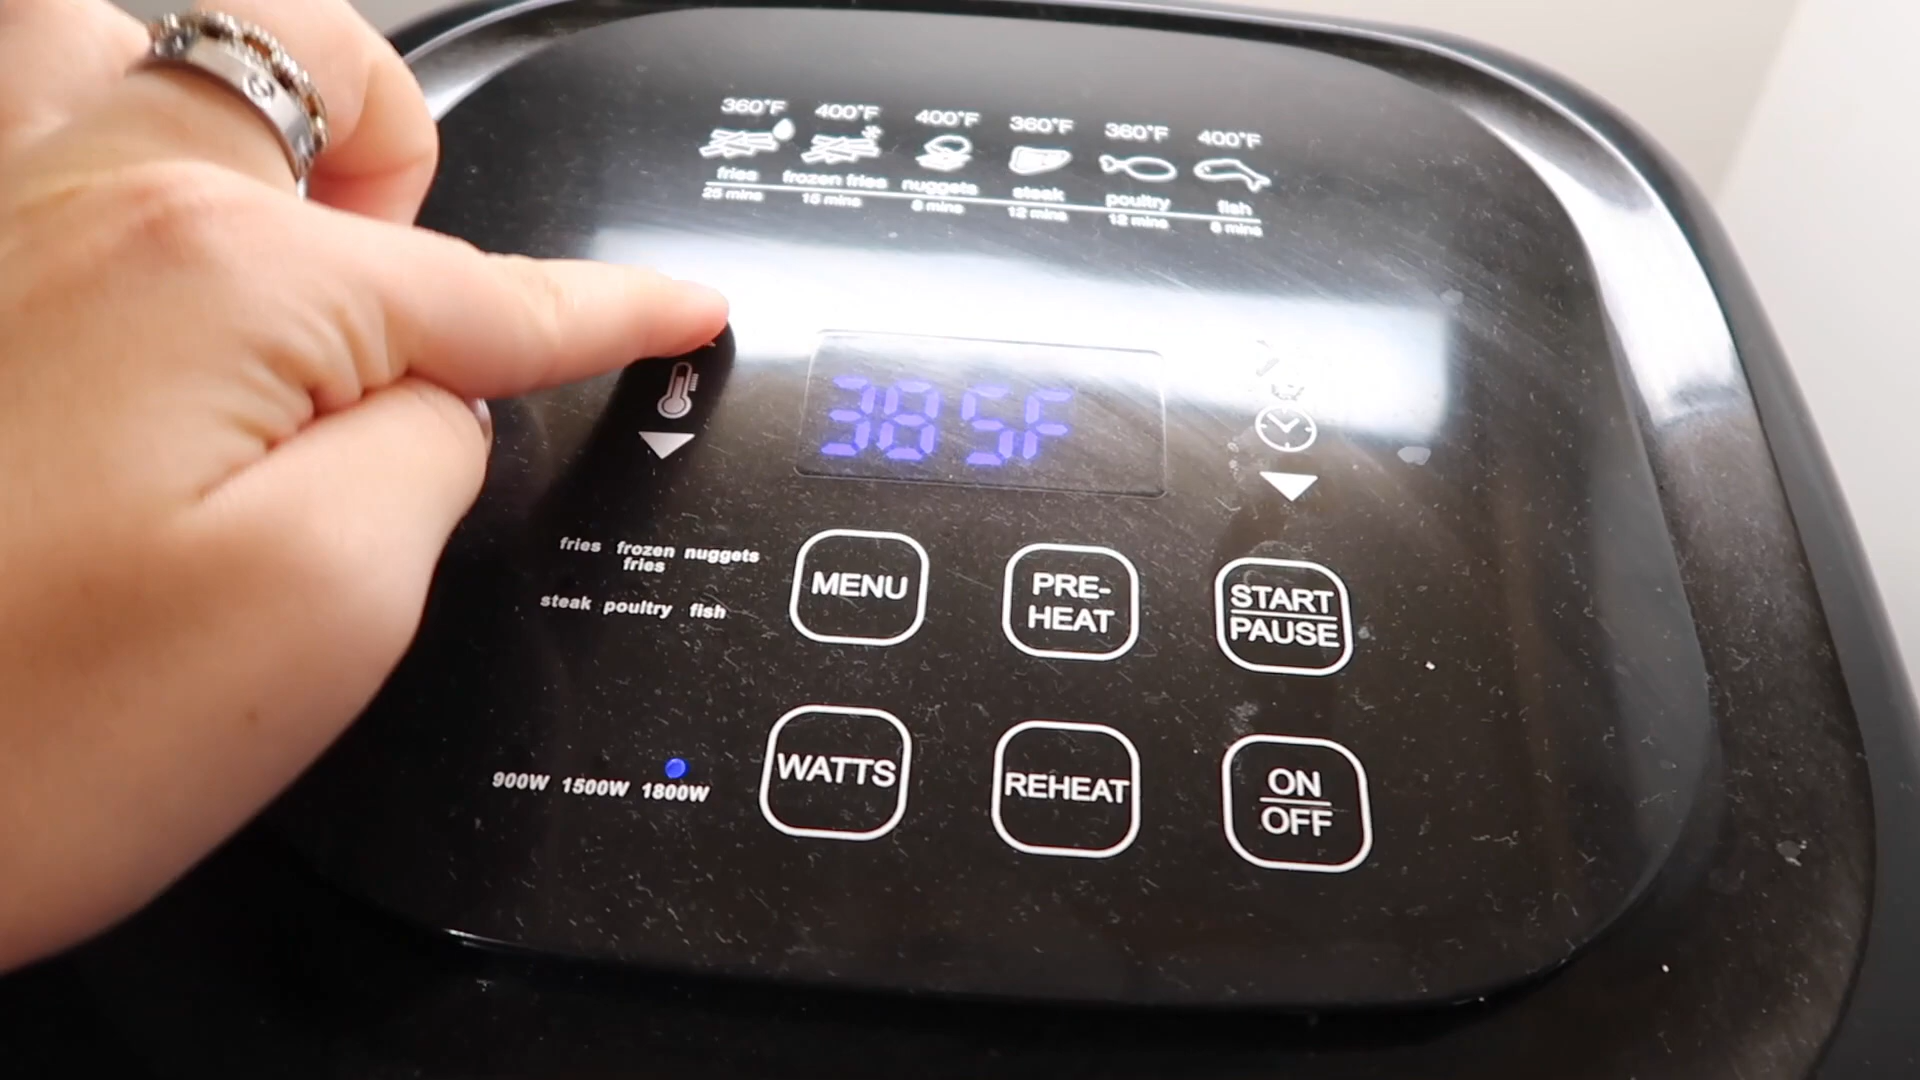 360°F 400°F 400°F 360°F 360°F 400°F
fries frozen fries nuggets steak poultry fish
25 mins 15 mins 8 mins 12 mins 12 mins 6 mins
385F
fries frozen nuggets
fries
steak poultry fish
MENU
PRE-
HEAT
START
PAUSE
900W 1500W 1800W
WATTS
REHEAT
ON
OFF